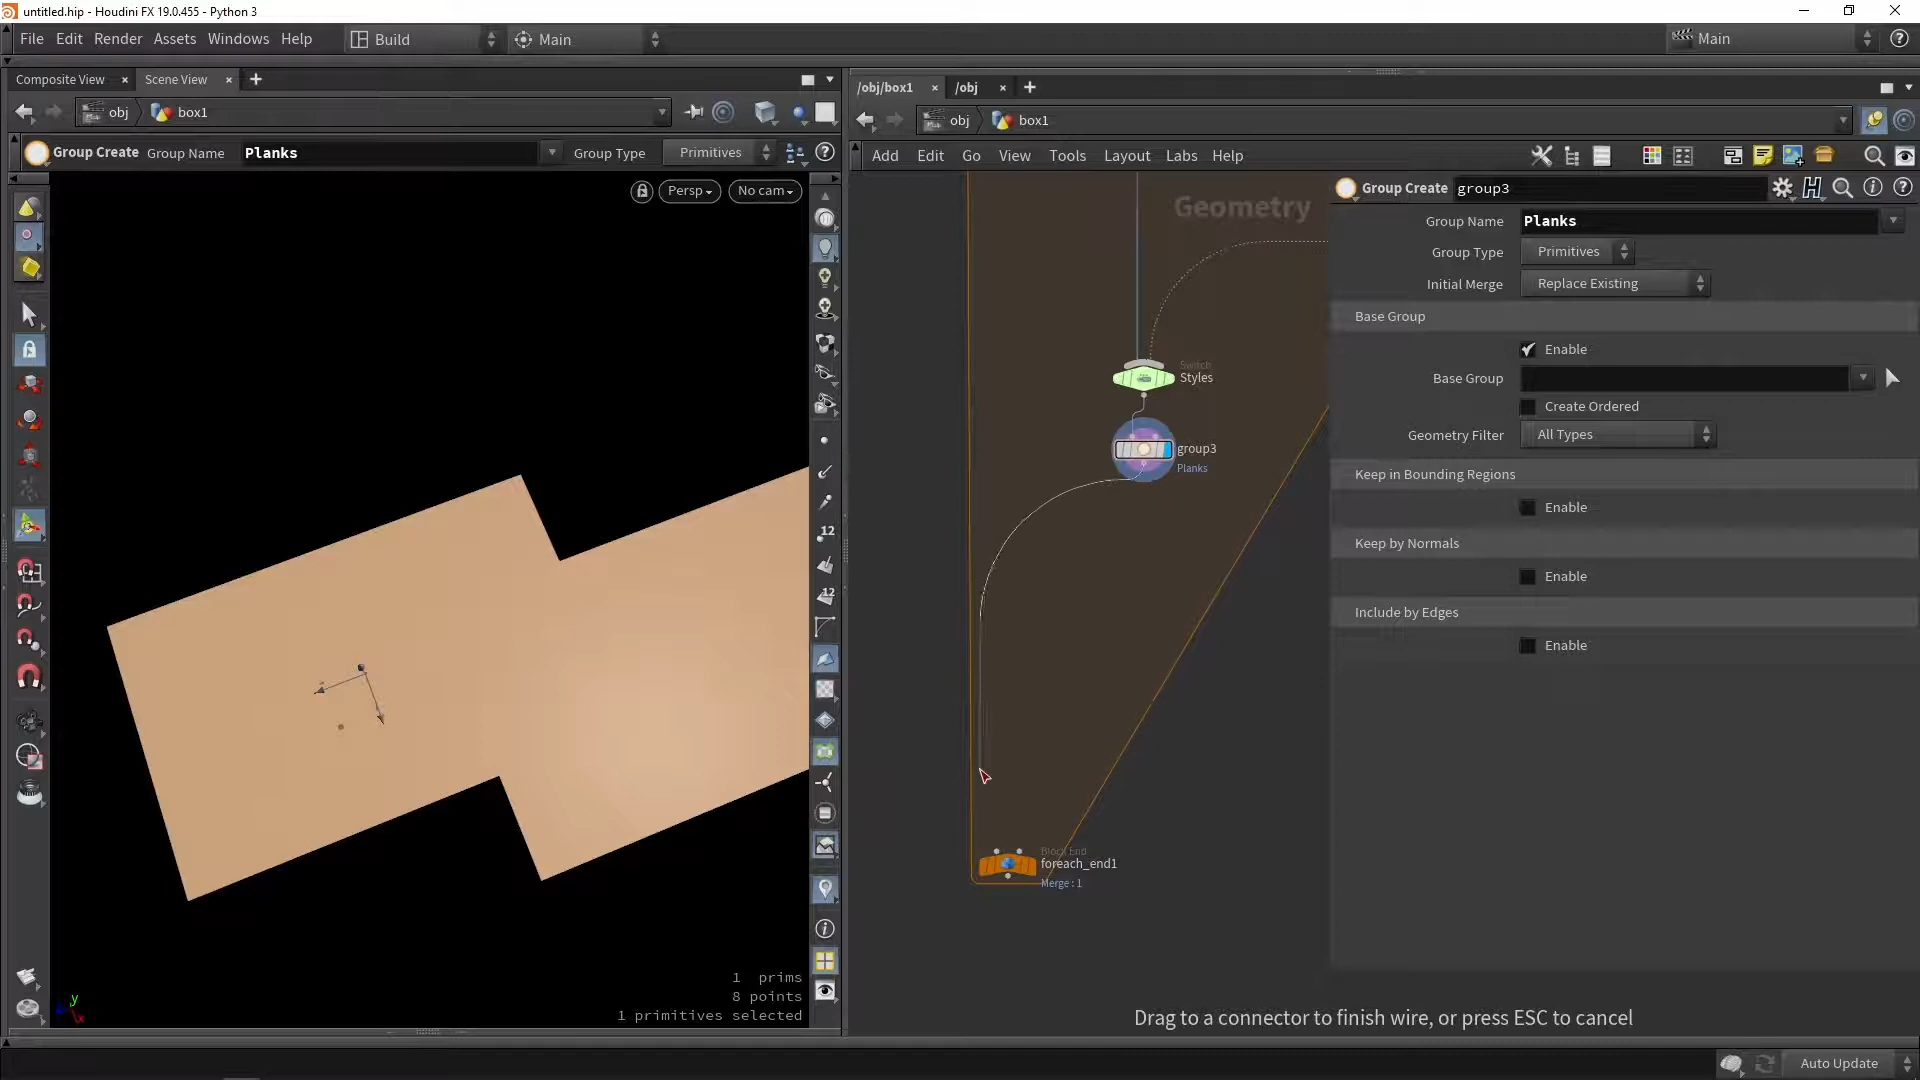 untitled.hip - Houdini FX 19.0.455 - Python 3
File Edit Render Assets Windows Help Build Main Main
Composite View Scene View
obj box1
Group Create Group Name Planks Group Type Primitives
Persp No cam
12
12
1 prims
8 points
1 primitives selected
y
x
/obj/box1 /obj
obj box1
Add Edit Go View Tools Layout Labs Help
Geometry
Switch
Styles
group3
Planks
Block End
foreach_end1
Merge : 1
Group Create group3
Group Name Planks
Group Type Primitives
Initial Merge Replace Existing
Base Group
Enable
Base Group
Create Ordered
Geometry Filter All Types
Keep in Bounding Regions
Enable
Keep by Normals
Enable
Include by Edges
Enable
Drag to a connector to finish wire, or press ESC to cancel
Auto Update